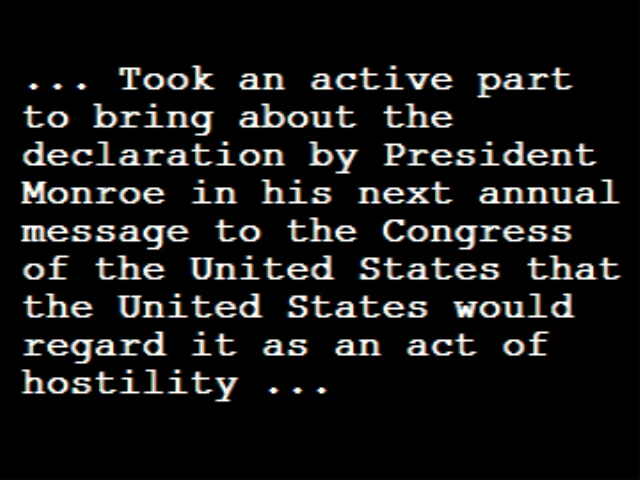 ... Took an active part
to bring about the
declaration by President
Monroe in his next annual
message to the Congress
of the United States that
the United States would
regard it as an act of
hostility ...